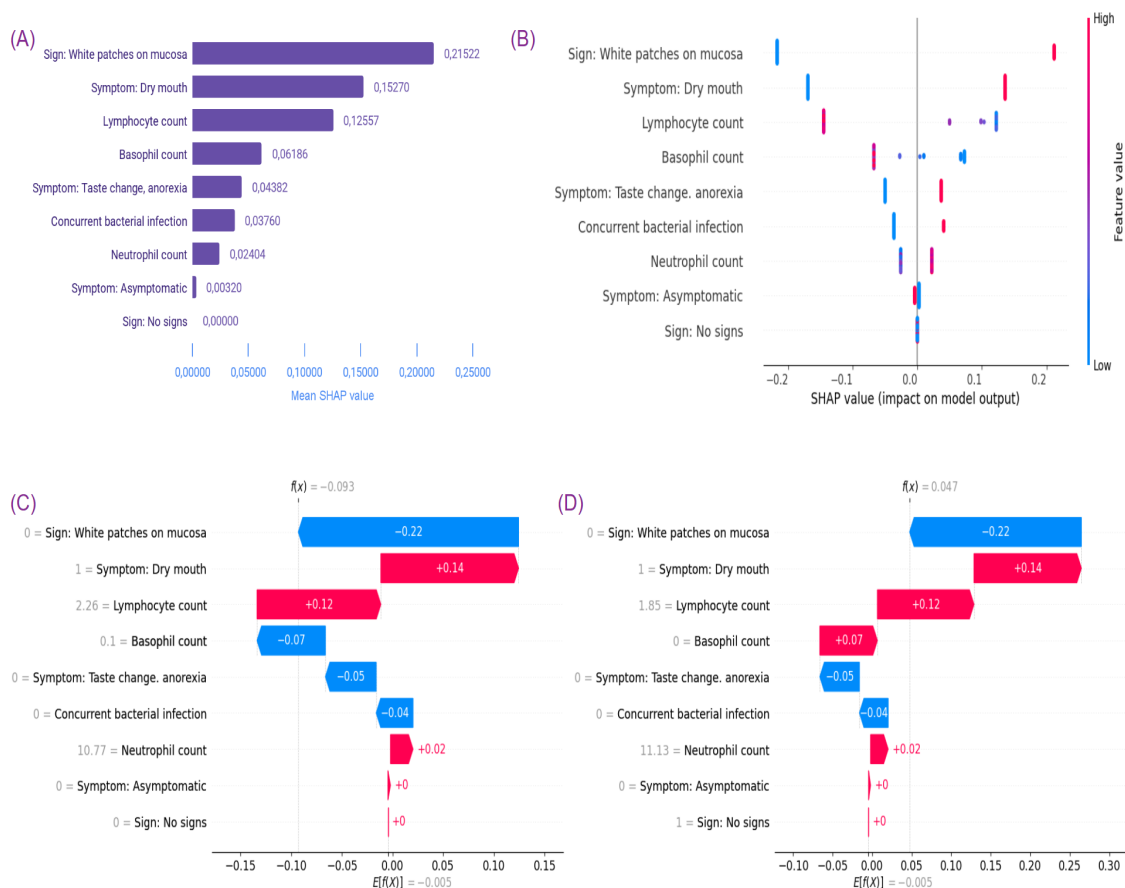 (A)
Sign: White patches on mucosa 0,21522
Symptom: Dry mouth 0,15270
Lymphocyte count 0,12557
Basophil count 0,06186
Symptom: Taste change, anorexia 0,04382
Concurrent bacterial infection 0,03760
Neutrophil count 0,02404
Symptom: Asymptomatic 0,00320
Sign: No signs 0,00000
0,00000 0,05000 0,10000 0,15000 0,20000 0,25000
Mean SHAP value
(B)
Sign: White patches on mucosa
Symptom: Dry mouth
Lymphocyte count
Basophil count
Symptom: Taste change. anorexia
Concurrent bacterial infection
Neutrophil count
Symptom: Asymptomatic
Sign: No signs
−0.2 −0.1 0.0 0.1 0.2
SHAP value (impact on model output)
High
Feature value
Low
(C)
f(x) = −0.093
0 = Sign: White patches on mucosa −0.22
1 = Symptom: Dry mouth +0.14
2.26 = Lymphocyte count +0.12
0.1 = Basophil count −0.07
0 = Symptom: Taste change. anorexia −0.05
0 = Concurrent bacterial infection −0.04
10.77 = Neutrophil count +0.02
0 = Symptom: Asymptomatic +0
0 = Sign: No signs +0
−0.15 −0.10 −0.05 0.00 0.05 0.10 0.15
E[f(X)] = −0.005
(D)
f(x) = 0.047
0 = Sign: White patches on mucosa −0.22
1 = Symptom: Dry mouth +0.14
1.85 = Lymphocyte count +0.12
0 = Basophil count +0.07
0 = Symptom: Taste change. anorexia −0.05
0 = Concurrent bacterial infection −0.04
11.13 = Neutrophil count +0.02
0 = Symptom: Asymptomatic +0
1 = Sign: No signs +0
−0.10 −0.05 0.00 0.05 0.10 0.15 0.20 0.25 0.30
E[f(X)] = −0.005